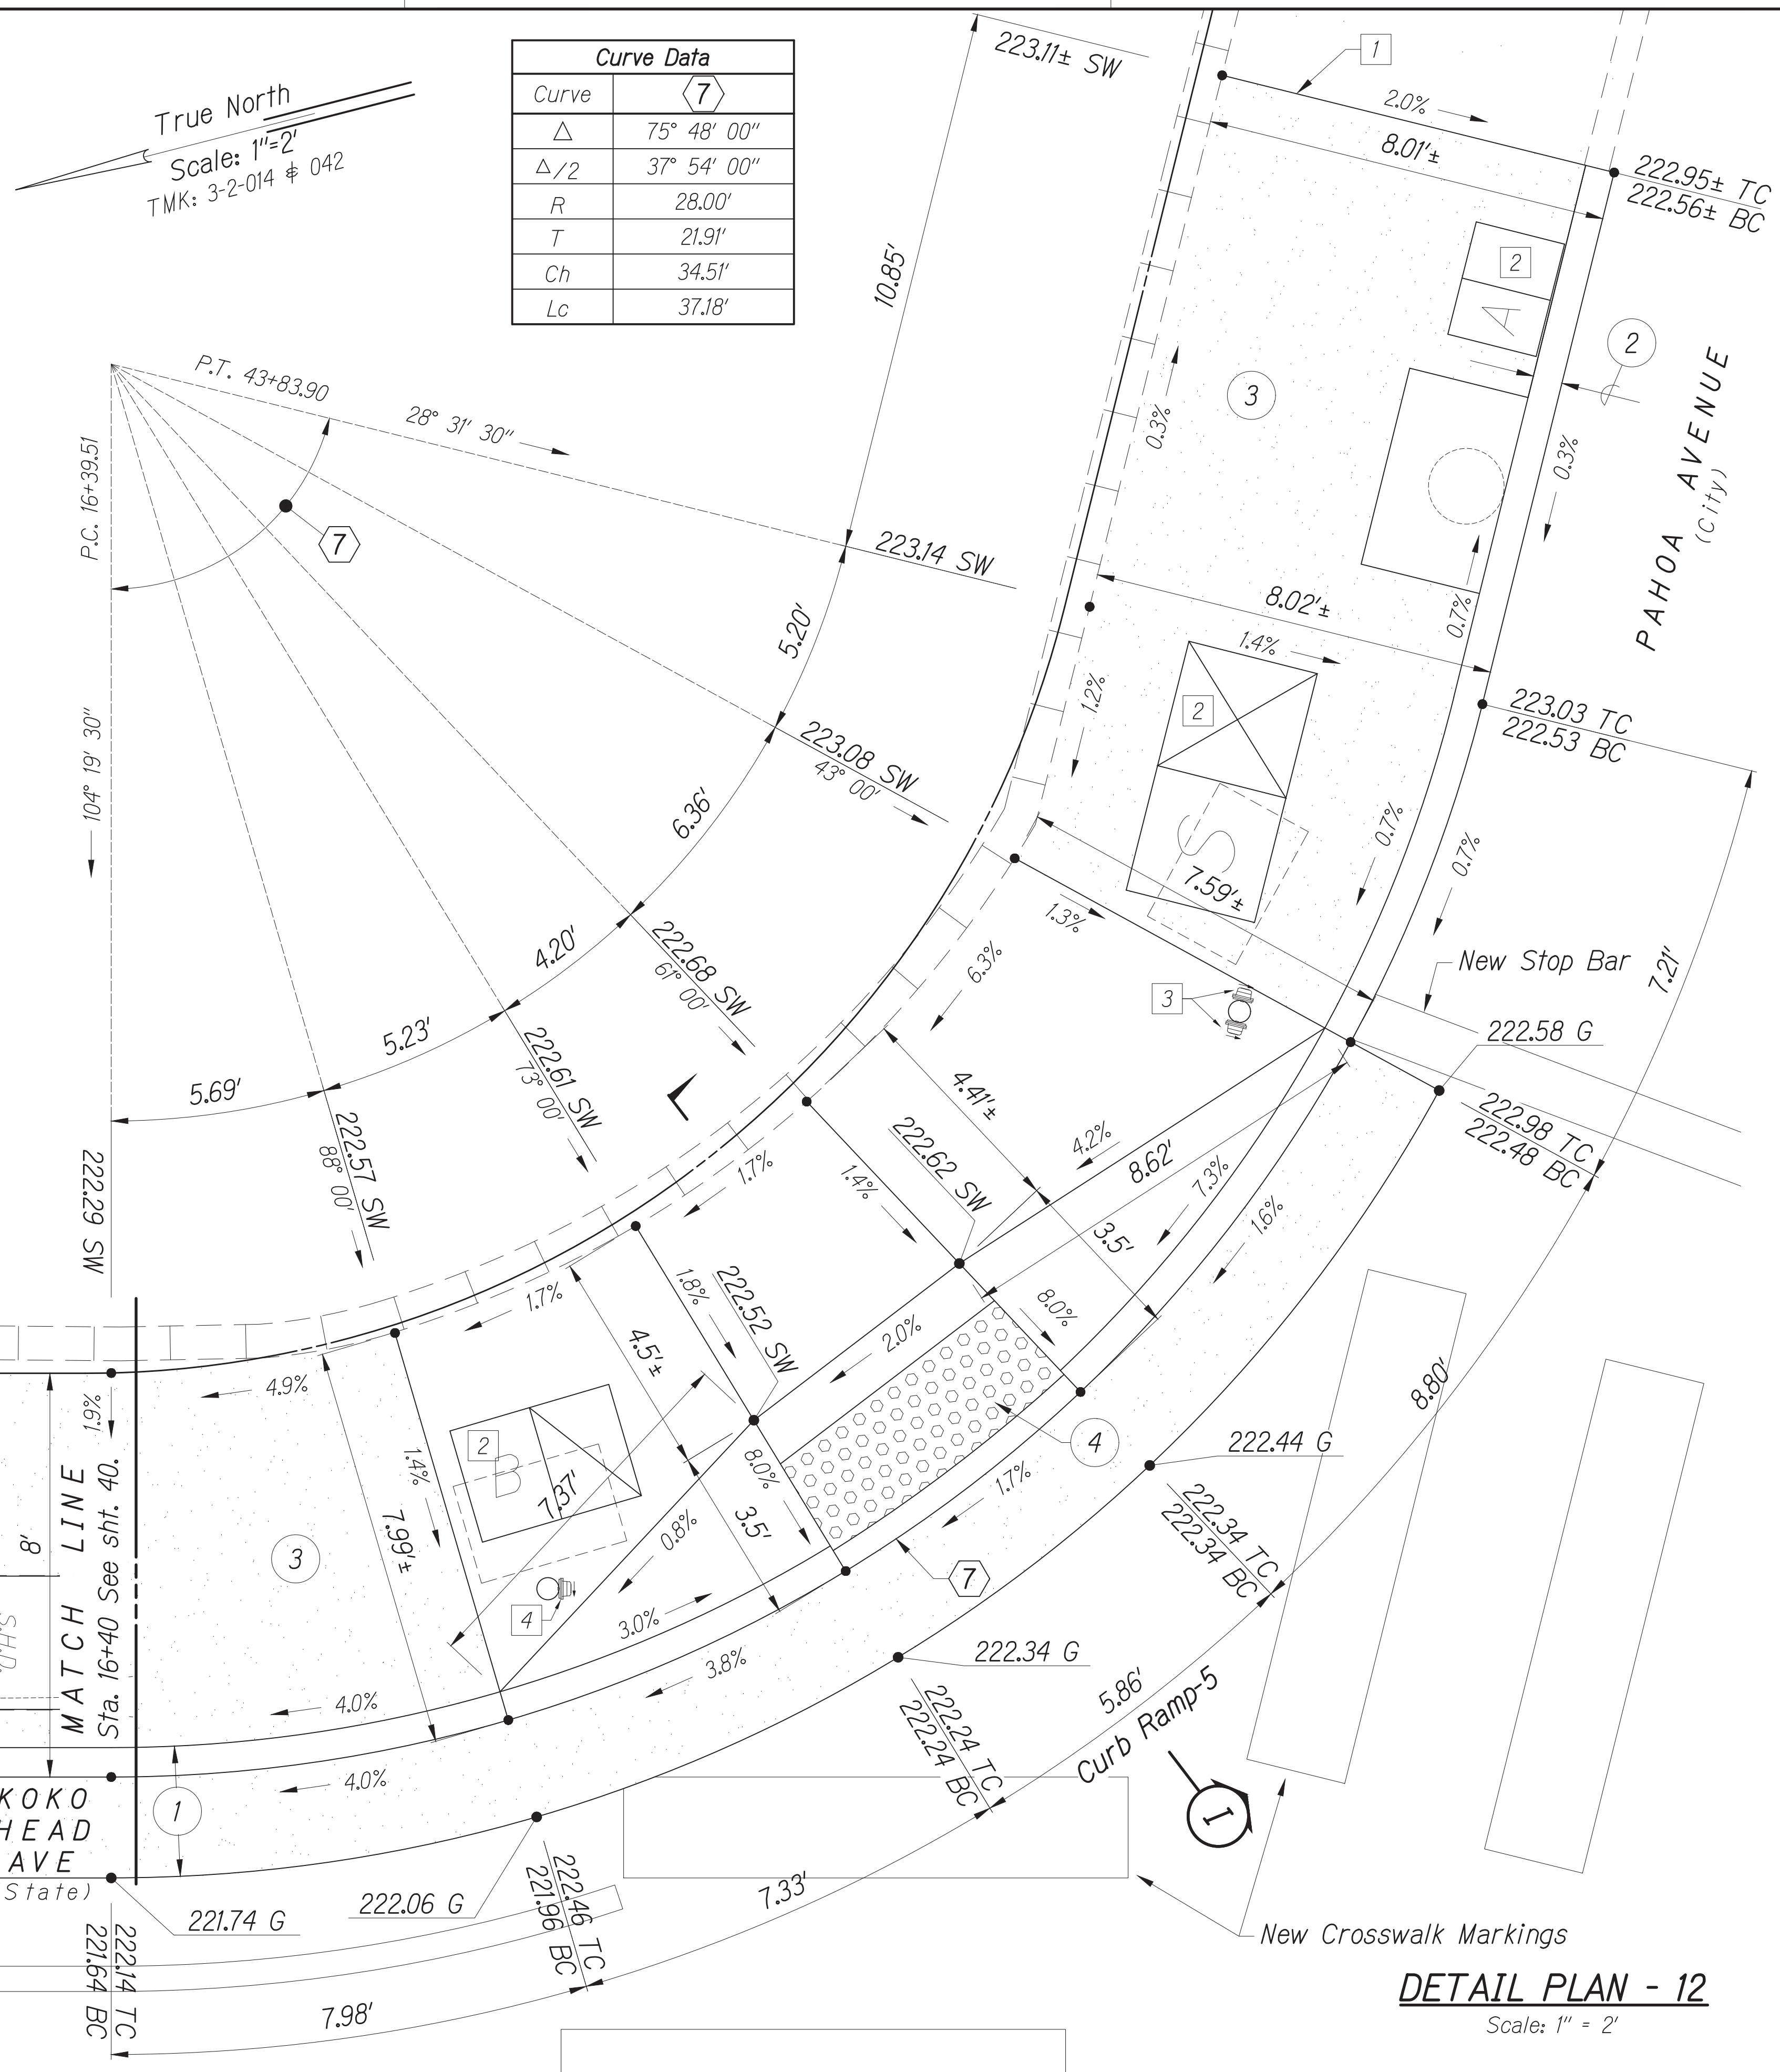 True North
Scale: 1"=2'
TMK: 3-2-014 & 042
Curve Data
Curve 7
△ 75° 48' 00"
△/2 37° 54' 00"
R 28.00'
T 21.91'
Ch 34.51'
Lc 37.18'
223.11± SW
1
2.0%
8.01'±
222.95± TC
222.56± BC
2
A
2
3
10.85'
0.3%
0.3%
PAHOA AVENUE
(City)
P.T. 43+83.90
28° 31' 30"
P.C. 16+39.51
104° 19' 30"
7
223.14 SW
5.20'
8.02'±
0.7%
1.4%
1.2%
2
S
223.03 TC
222.53 BC
223.08 SW
43° 00'
6.36'
7.59'±
0.7%
0.7%
1.3%
New Stop Bar
7.21'
222.68 SW
61° 00'
4.20'
6.3%
3
222.58 G
5.23'
222.61 SW
73° 00'
5.69'
222.57 SW
88° 00'
222.29 SW
4.41'±
222.62 SW
4.2%
8.62'
222.98 TC
222.48 BC
1.7%
1.4%
7.3%
1.6%
3.5'
1.7%
1.8%
222.52 SW
8.0%
2.0%
4.5'±
4.9%
1.9%
1.4%
7.99'±
2
B
7.37'
8.0%
3.5'
0.8%
4
1.7%
222.44 G
222.34 TC
222.34 BC
8.80'
8'
S.H.D.
MATCH LINE
Sta. 16+40 See sht. 40.
3
4
3.0%
3.8%
7
222.34 G
222.24 TC
222.24 BC
5.86'
Curb Ramp-5
I
4.0%
4.0%
1
KOKO
HEAD
AVE
State)
221.74 G
222.06 G
222.46 TC
221.96 BC
7.33'
222.14 TC
221.64 BC
7.98'
New Crosswalk Markings
DETAIL PLAN - 12
Scale: 1" = 2'